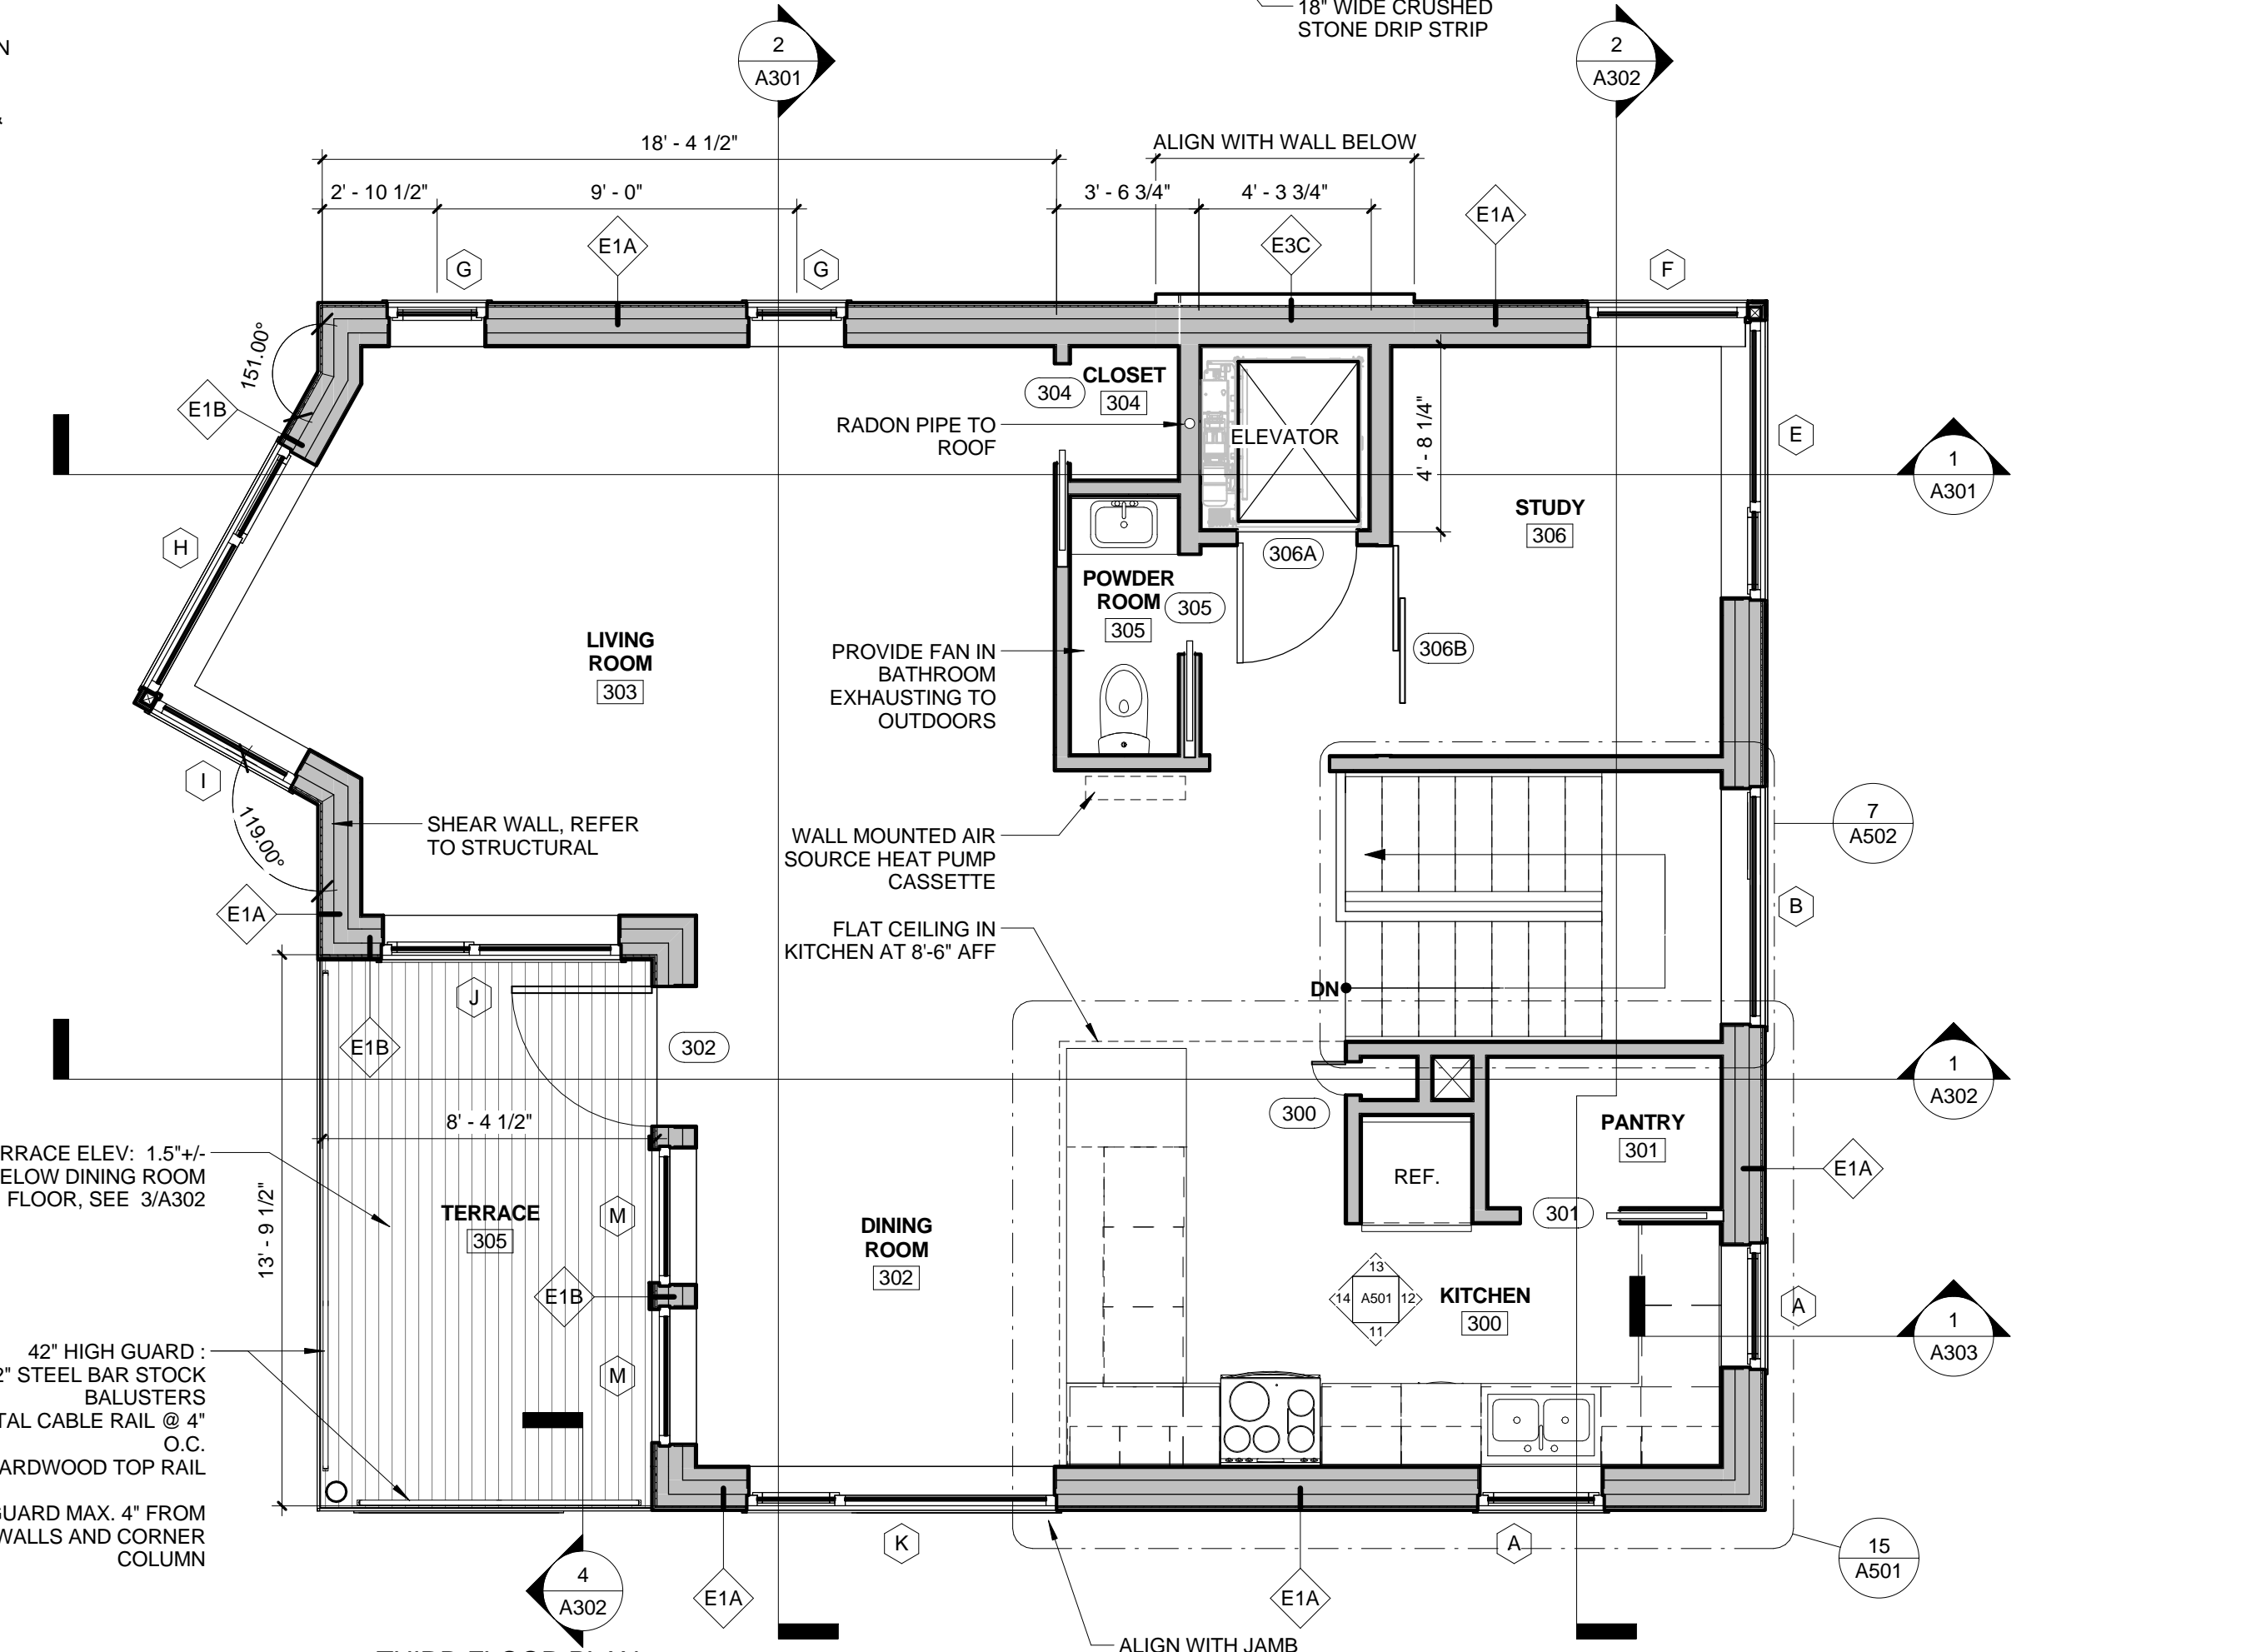 N
&
18" WIDE CRUSHED
STONE DRIP STRIP
2
A301
2
A302
18' - 4 1/2"
ALIGN WITH WALL BELOW
2' - 10 1/2"
9' - 0"
3' - 6 3/4"
4' - 3 3/4"
E1A
E3C
E1A
G
G
F
151.00°
E1B
304
CLOSET
304
RADON PIPE TO
ROOF
ELEVATOR
4' - 8 1/4"
E
1
A301
STUDY
306
H
306A
POWDER
ROOM
305
305
LIVING
ROOM
303
PROVIDE FAN IN
BATHROOM
EXHAUSTING TO
OUTDOORS
306B
I
119.00°
SHEAR WALL, REFER
TO STRUCTURAL
WALL MOUNTED AIR
SOURCE HEAT PUMP
CASSETTE
7
A502
E1A
B
FLAT CEILING IN
KITCHEN AT 8'-6" AFF
J
DN
E1B
302
1
A302
300
8' - 4 1/2"
PANTRY
301
RRACE ELEV: 1.5"+/-
ELOW DINING ROOM
FLOOR, SEE 3/A302
REF.
E1A
TERRACE
305
M
13' - 9 1/2"
DINING
ROOM
302
301
E1B
13
14
A501
12
11
KITCHEN
300
A
1
A303
42" HIGH GUARD :
2" STEEL BAR STOCK
BALUSTERS
TAL CABLE RAIL @ 4"
O.C.
ARDWOOD TOP RAIL
M
GUARD MAX. 4" FROM
WALLS AND CORNER
COLUMN
K
A
15
A501
4
A302
E1A
E1A
ALIGN WITH JAMB
THIRD FLOOR PLAN